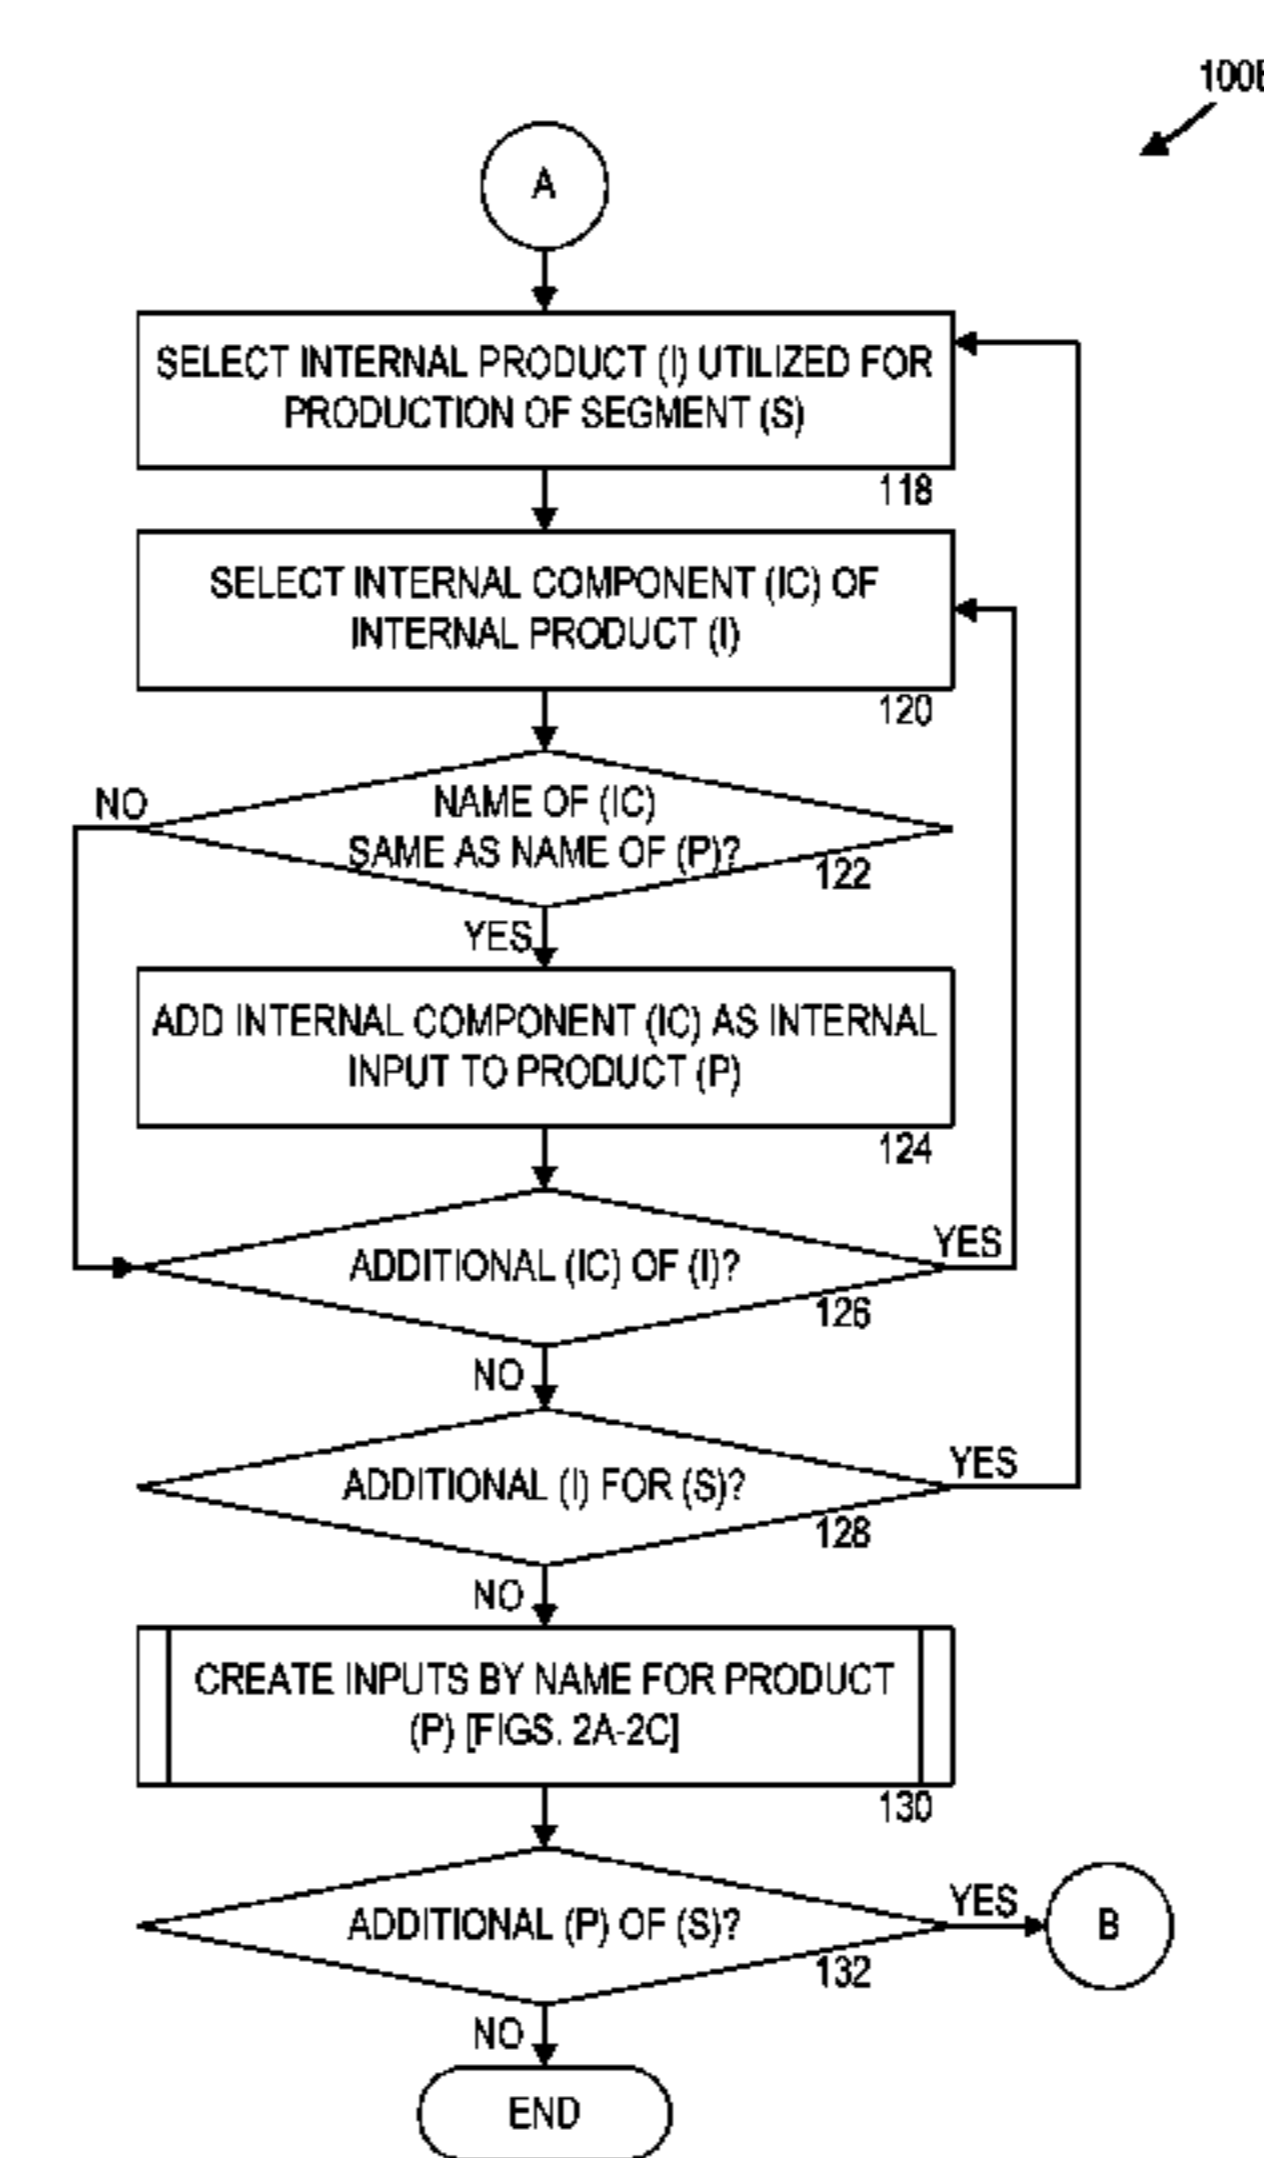 100B
A
SELECT INTERNAL PRODUCT (I) UTILIZED FOR
PRODUCTION OF SEGMENT (S)
118
SELECT INTERNAL COMPONENT (IC) OF
INTERNAL PRODUCT (I)
120
NO
NAME OF (IC)
SAME AS NAME OF (P)?
122
YES
ADD INTERNAL COMPONENT (IC) AS INTERNAL
INPUT TO PRODUCT (P)
124
ADDITIONAL (IC) OF (I)?
YES
126
NO
ADDITIONAL (I) FOR (S)?
YES
128
NO
CREATE INPUTS BY NAME FOR PRODUCT
(P) [FIGS. 2A-2C]
130
ADDITIONAL (P) OF (S)?
YES
B
132
NO
END